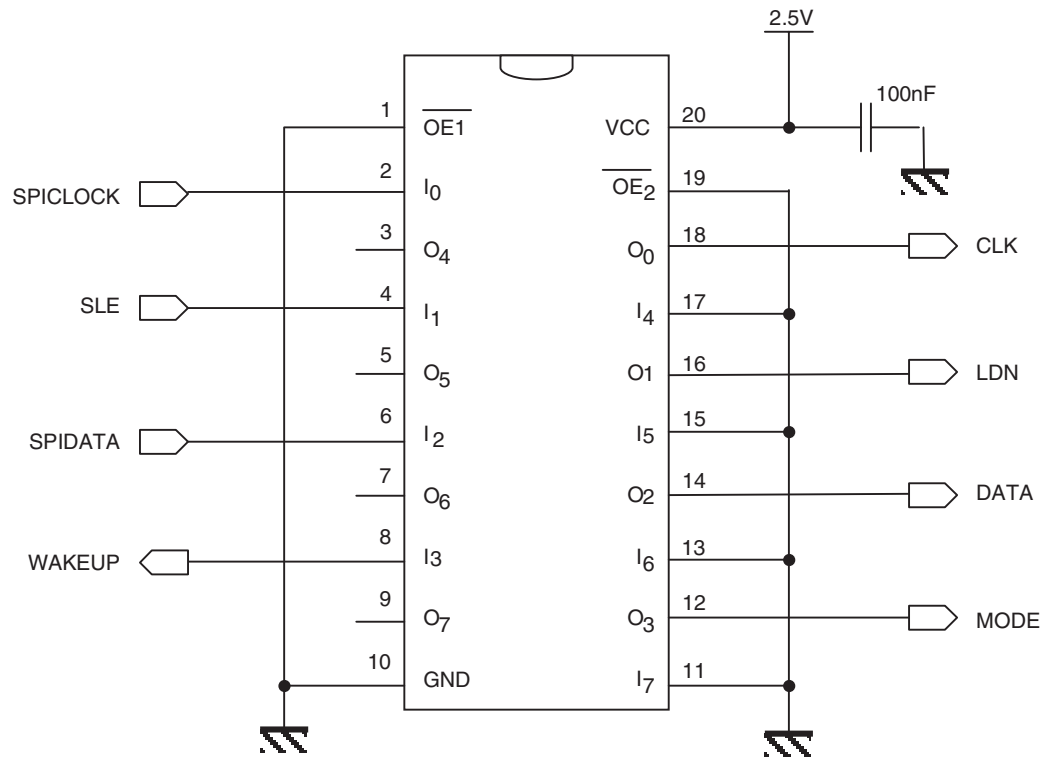 2.5V
100nF
1 OE1 VCC 20
SPICLOCK 2 I0 OE2 19
3 O4 O0 18 CLK
SLE 4 I1 I4 17
5 O5 O1 16 LDN
SPIDATA 6 I2 I5 15
7 O6 O2 14 DATA
WAKEUP 8 I3 I6 13
9 O7 O3 12 MODE
10 GND I7 11